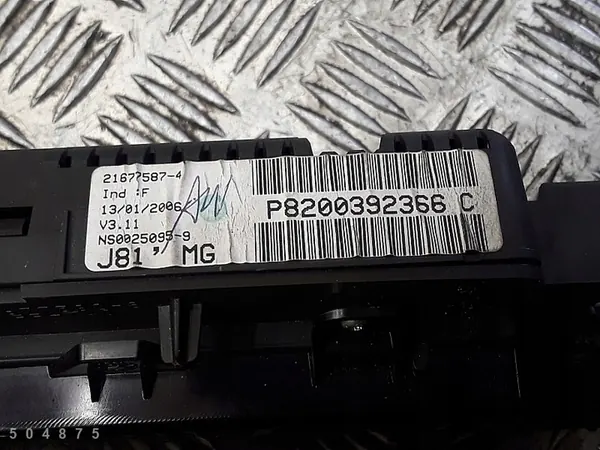 21677587-4
Ind :F
13/01/2006
V3.11
NS0025095-9
J81' MG
P8200392366 C
504875